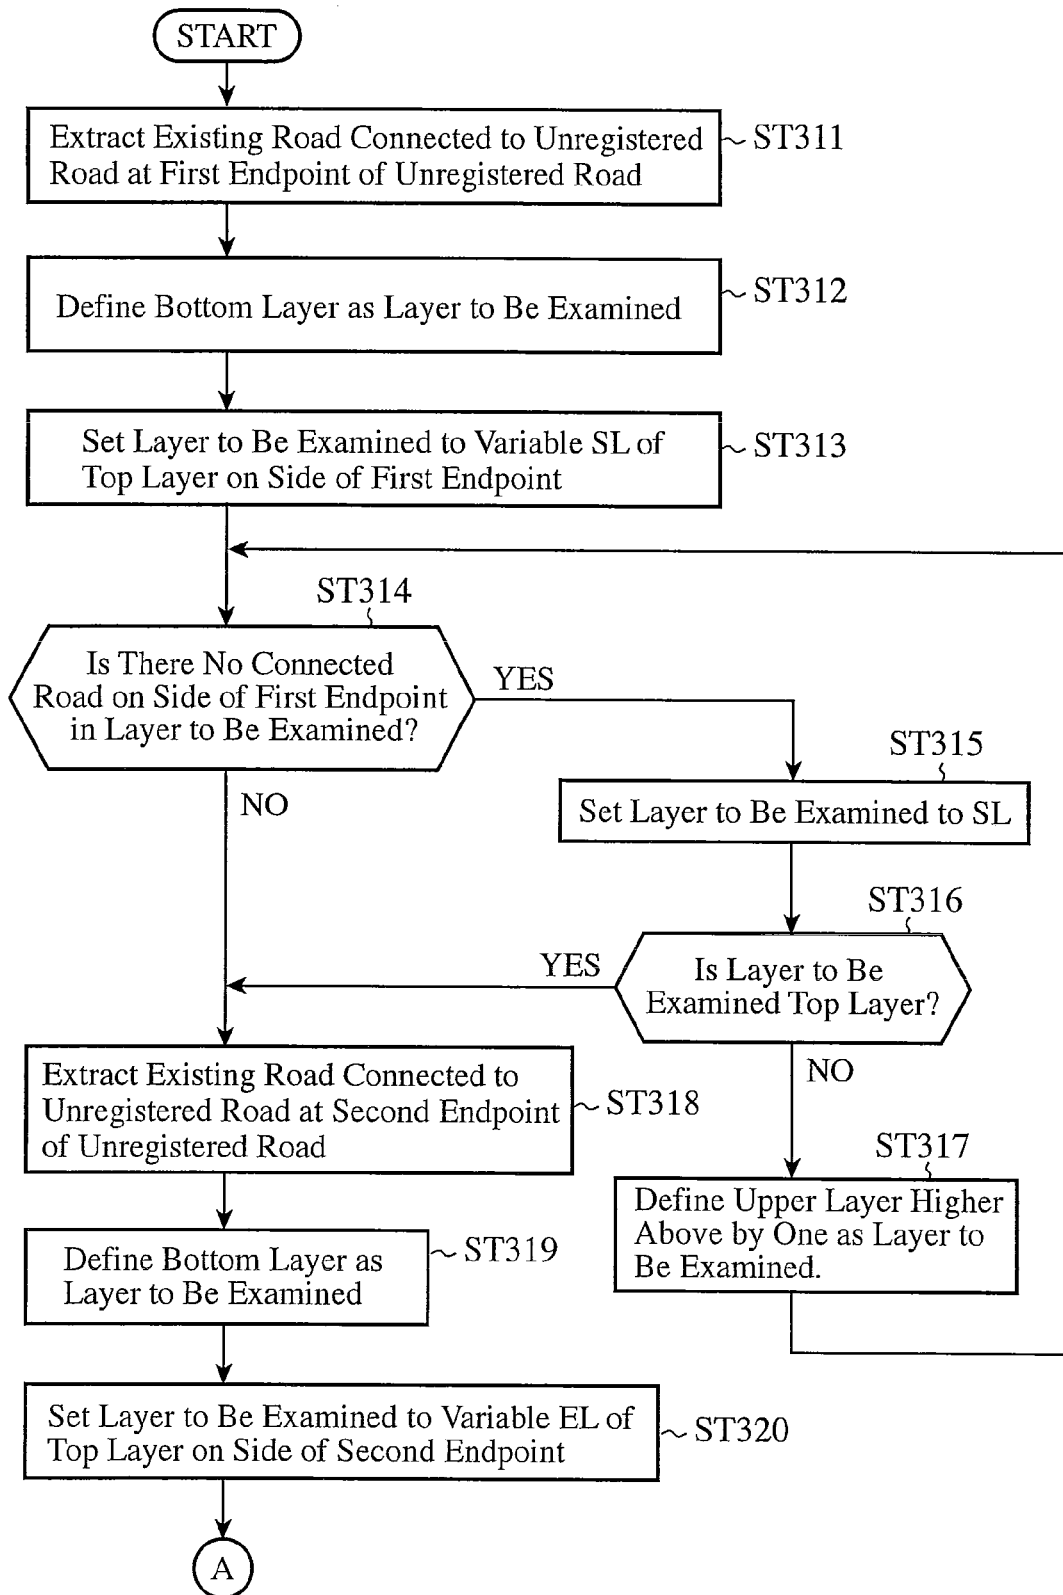 START
Extract Existing Road Connected to Unregistered
Road at First Endpoint of Unregistered Road
ST311
Define Bottom Layer as Layer to Be Examined
ST312
Set Layer to Be Examined to Variable SL of
Top Layer on Side of First Endpoint
ST313
ST314
Is There No Connected
Road on Side of First Endpoint
in Layer to Be Examined?
YES
NO
ST315
Set Layer to Be Examined to SL
ST316
Is Layer to Be
Examined Top Layer?
YES
NO
ST317
Define Upper Layer Higher
Above by One as Layer to
Be Examined.
Extract Existing Road Connected to
Unregistered Road at Second Endpoint
of Unregistered Road
ST318
Define Bottom Layer as
Layer to Be Examined
ST319
Set Layer to Be Examined to Variable EL of
Top Layer on Side of Second Endpoint
ST320
A